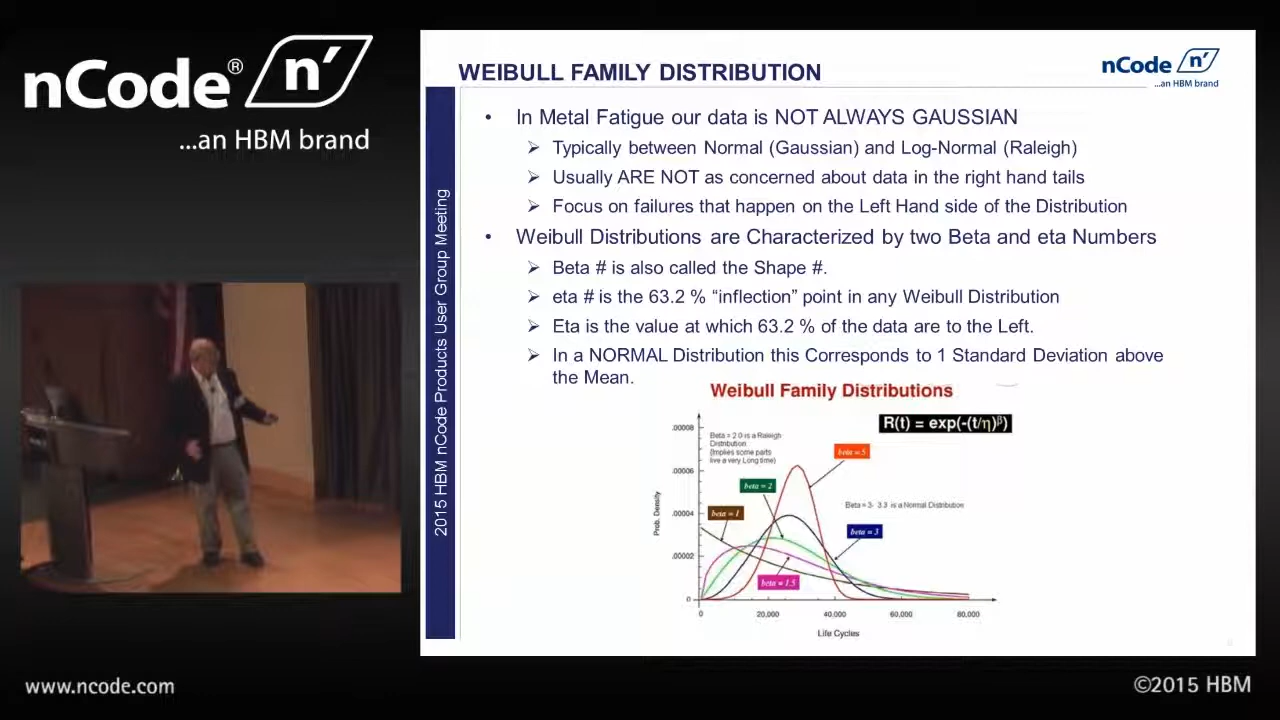 nCode® n'
...an HBM brand
WEIBULL FAMILY DISTRIBUTION
nCode n'
...an HBM brand
2015 HBM nCode Products User Group Meeting
• In Metal Fatigue our data is NOT ALWAYS GAUSSIAN
➢ Typically between Normal (Gaussian) and Log-Normal (Raleigh)
➢ Usually ARE NOT as concerned about data in the right hand tails
➢ Focus on failures that happen on the Left Hand side of the Distribution
• Weibull Distributions are Characterized by two Beta and eta Numbers
➢ Beta # is also called the Shape #.
➢ eta # is the 63.2 % “inflection” point in any Weibull Distribution
➢ Eta is the value at which 63.2 % of the data are to the Left.
➢ In a NORMAL Distribution this Corresponds to 1 Standard Deviation above
the Mean.
Weibull Family Distributions
R(t) = exp(-(t/η)^β)
.00008
Beta = 2.0 is a Raleigh
Distribution
(Implies some parts
live a very Long time)
beta = 5
.00006
beta = 2
Beta = 3- 3.3 is a Normal Distribution
Prob. Density
.00004
beta = 1
beta = 3
.00002
beta = 1.5
0
0 20,000 40,000 60,000 80,000
Life Cycles
www.ncode.com
©2015 HBM